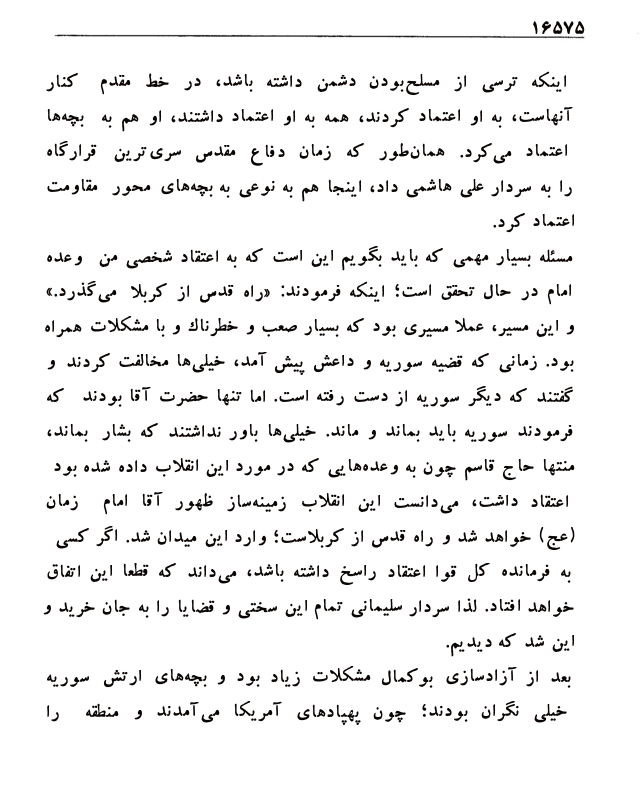 ۱۶۵۷۵
اینکه ترسی از مسلح‌بودن دشمن داشته باشد، در خط مقدم کنار
آنهاست، به او اعتماد کردند، همه به او اعتماد داشتند، او هم به بچه‌ها
اعتماد می‌کرد. همان‌طور که زمان دفاع مقدس سری‌ترین قرارگاه
را به سردار علی هاشمی داد، اینجا هم به نوعی به بچه‌های محور مقاومت
اعتماد کرد.
مسئله بسیار مهمی که باید بگویم این است که به اعتقاد شخصی من وعده
امام در حال تحقق است؛ اینکه فرمودند: «راه قدس از کربلا می‌گذرد.»
و این مسیر، عملا مسیری بود که بسیار صعب و خطرناك و با مشکلات همراه
بود. زمانی که قضیه سوریه و داعش پیش آمد، خیلی‌ها مخالفت کردند و
گفتند که دیگر سوریه از دست رفته است. اما تنها حضرت آقا بودند که
فرمودند سوریه باید بماند و ماند. خیلی‌ها باور نداشتند که بشار بماند،
منتها حاج قاسم چون به وعده‌هایی که در مورد این انقلاب داده شده بود
اعتقاد داشت، می‌دانست این انقلاب زمینه‌ساز ظهور آقا امام زمان
(عج) خواهد شد و راه قدس از کربلاست؛ وارد این میدان شد. اگر کسی
به فرمانده کل قوا اعتقاد راسخ داشته باشد، می‌داند که قطعا این اتفاق
خواهد افتاد. لذا سردار سلیمانی تمام این سختی و قضایا را به جان خرید و
این شد که دیدیم.
بعد از آزادسازی بوکمال مشکلات زیاد بود و بچه‌های ارتش سوریه
خیلی نگران بودند؛ چون پهپادهای آمریکا می‌آمدند و منطقه را